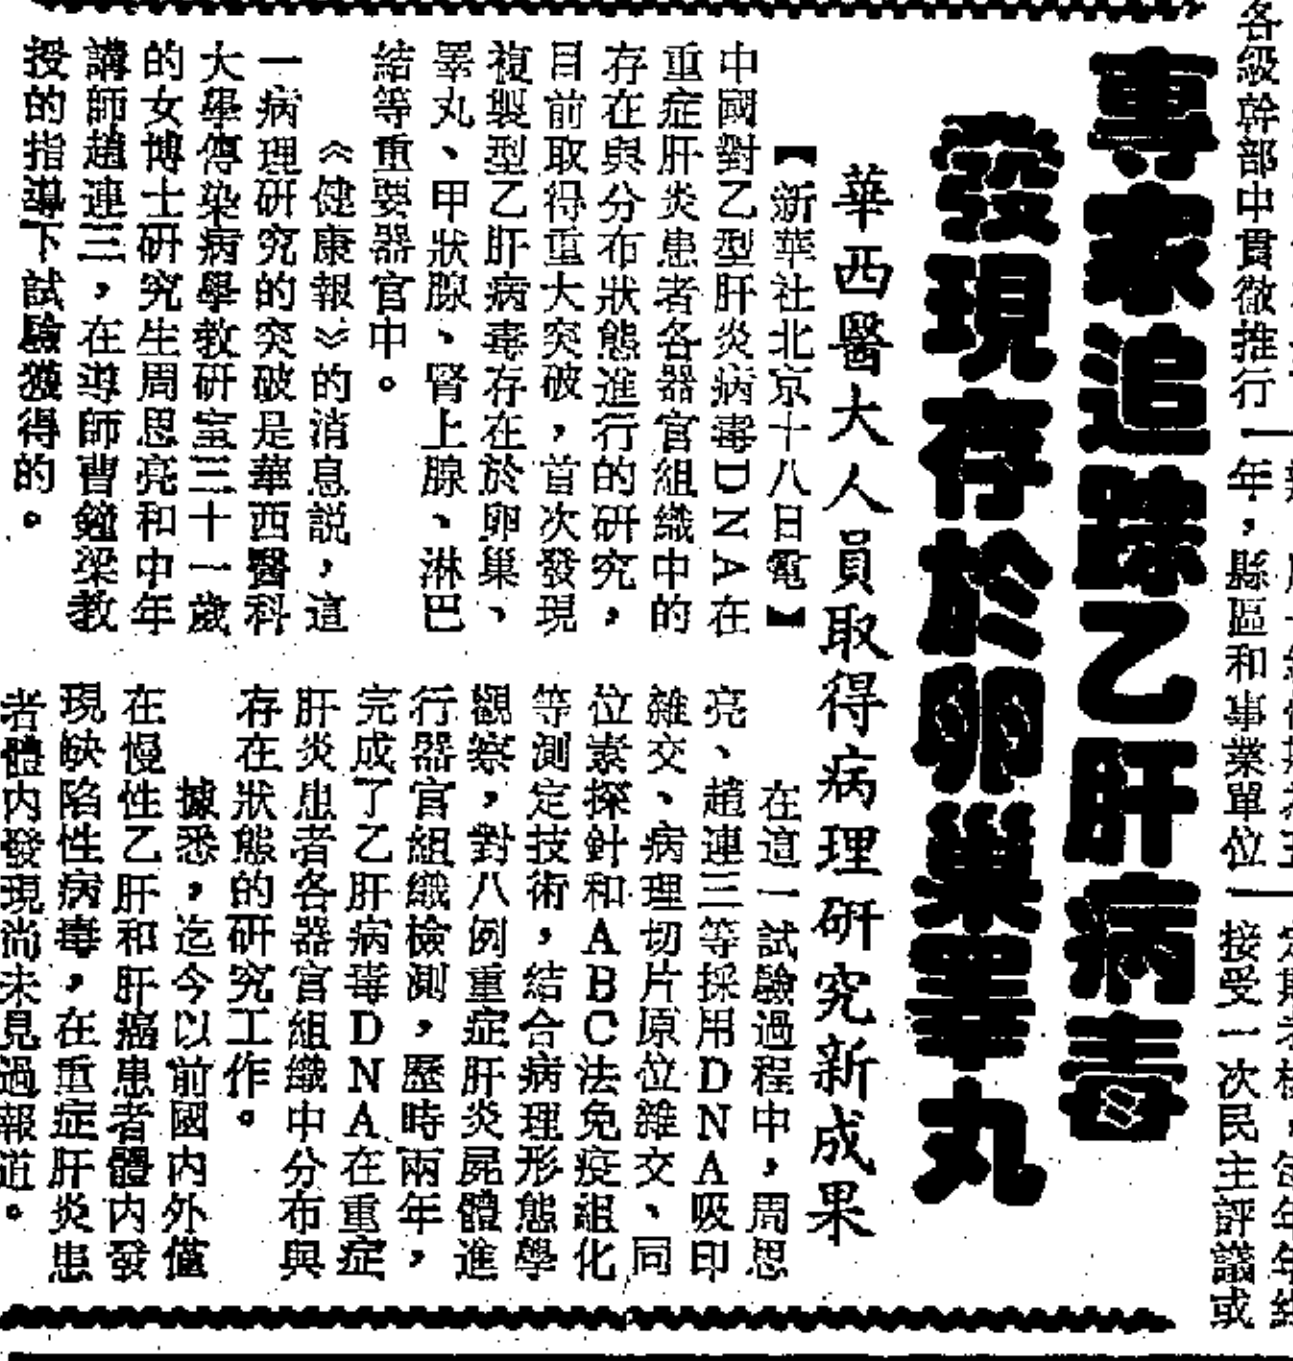 各級幹部中貫徹推行
年，縣區和事業單位
接受一次民主評議或
專家追踪乙肝病毒
發現存於卵巢睪丸
華西醫大人員取得病理研究新成果
【新華社北京十八日電】
中國對乙型肝炎病毒DNA在
重症肝炎患者各器官組織中的
存在與分布狀態進行的研究，
目前取得重大突破，首次發現
複製型乙肝病毒存在於卵巢、
睪丸、甲狀腺、腎上腺、淋巴
結等重要器官中。
《健康報》的消息說，這
一病理研究的突破是華西醫科
大學傳染病學教研室三十一歲
的女博士研究生周思亮和中年
講師趙連三，在導師曹鐘梁教
授的指導下試驗獲得的。
在這一試驗過程中，周思
亮、趙連三等採用DNA吸印
雜交、病理切片原位雜交、同
位素探針和ABC法免疫組化
等測定技術，結合病理形態學
觀察，對八例重症肝炎屍體進
行器官組織檢測，歷時兩年，
完成了乙肝病毒DNA在重症
肝炎患者各器官組織中分布與
存在狀態的研究工作。
據悉，迄今以前國內外僅
在慢性乙肝和肝癌患者體內發
現缺陷性病毒，在重症肝炎患
者體內發現尚未見過報道。